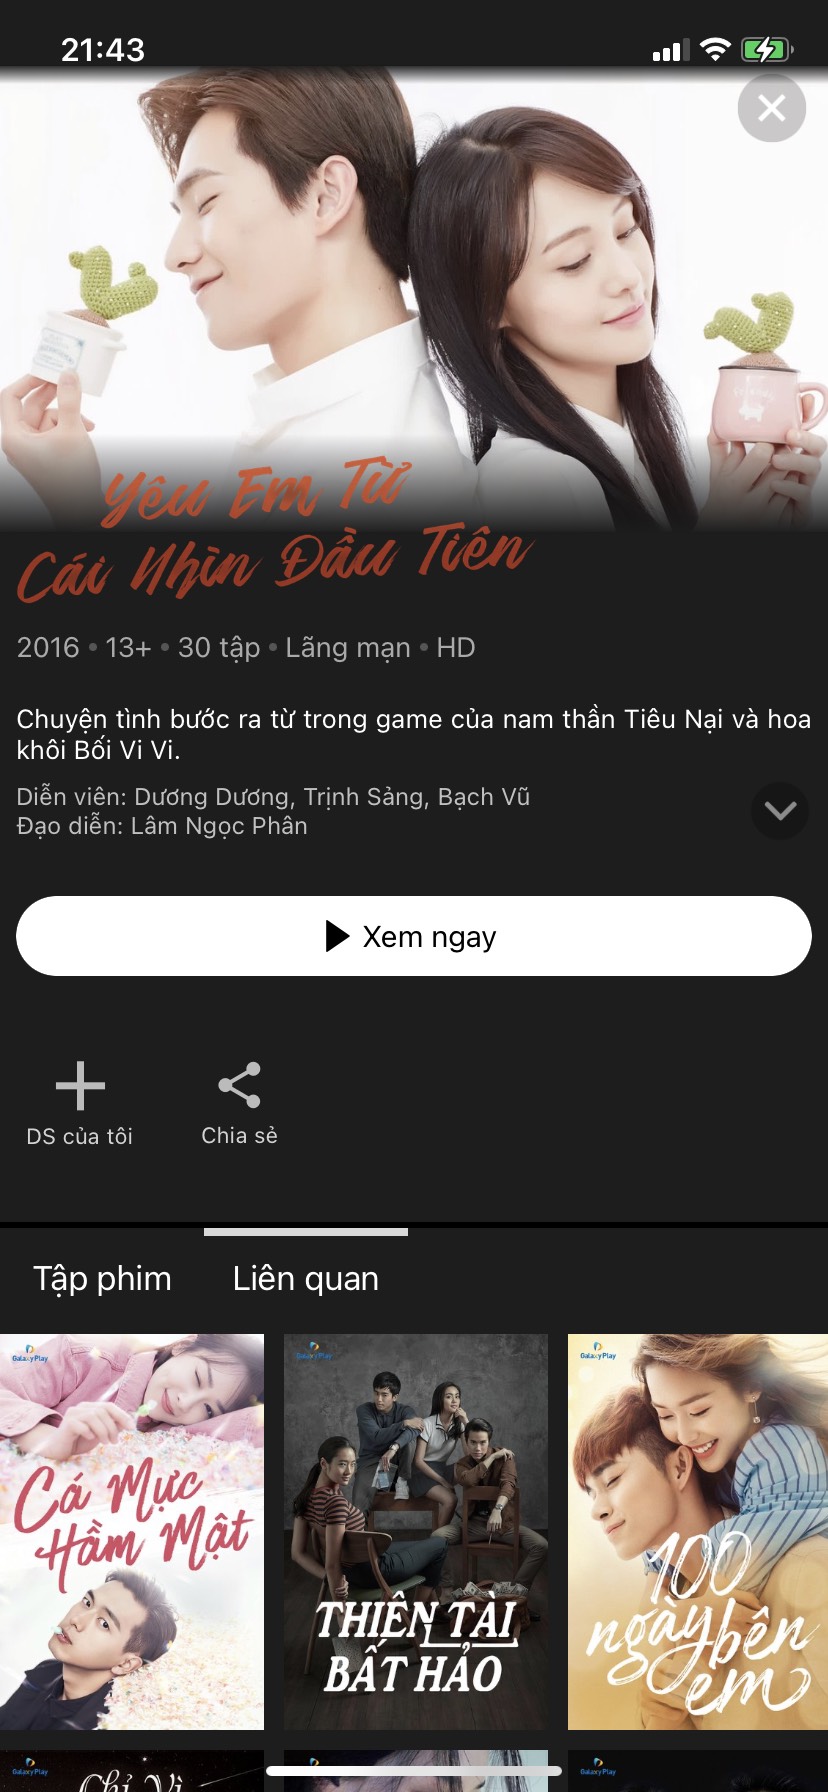 21:43
Yêu Em Từ
Cái Nhìn Đầu Tiên
2016 • 13+ • 30 tập • Lãng mạn • HD
Chuyện tình bước ra từ trong game của nam thần Tiêu Nại và hoa
khôi Bối Vi Vi.
Diễn viên: Dương Dương, Trịnh Sảng, Bạch Vũ
Đạo diễn: Lâm Ngọc Phân
Xem ngay
DS của tôi
Chia sẻ
Tập phim
Liên quan
Galaxy Play
Cá Mực
Hầm Mật
Galaxy Play
THIÊN TÀI
BẤT HẢO
Galaxy Play
100
ngày bên
em
Galaxy Play
Chỉ Vì
Galaxy Play